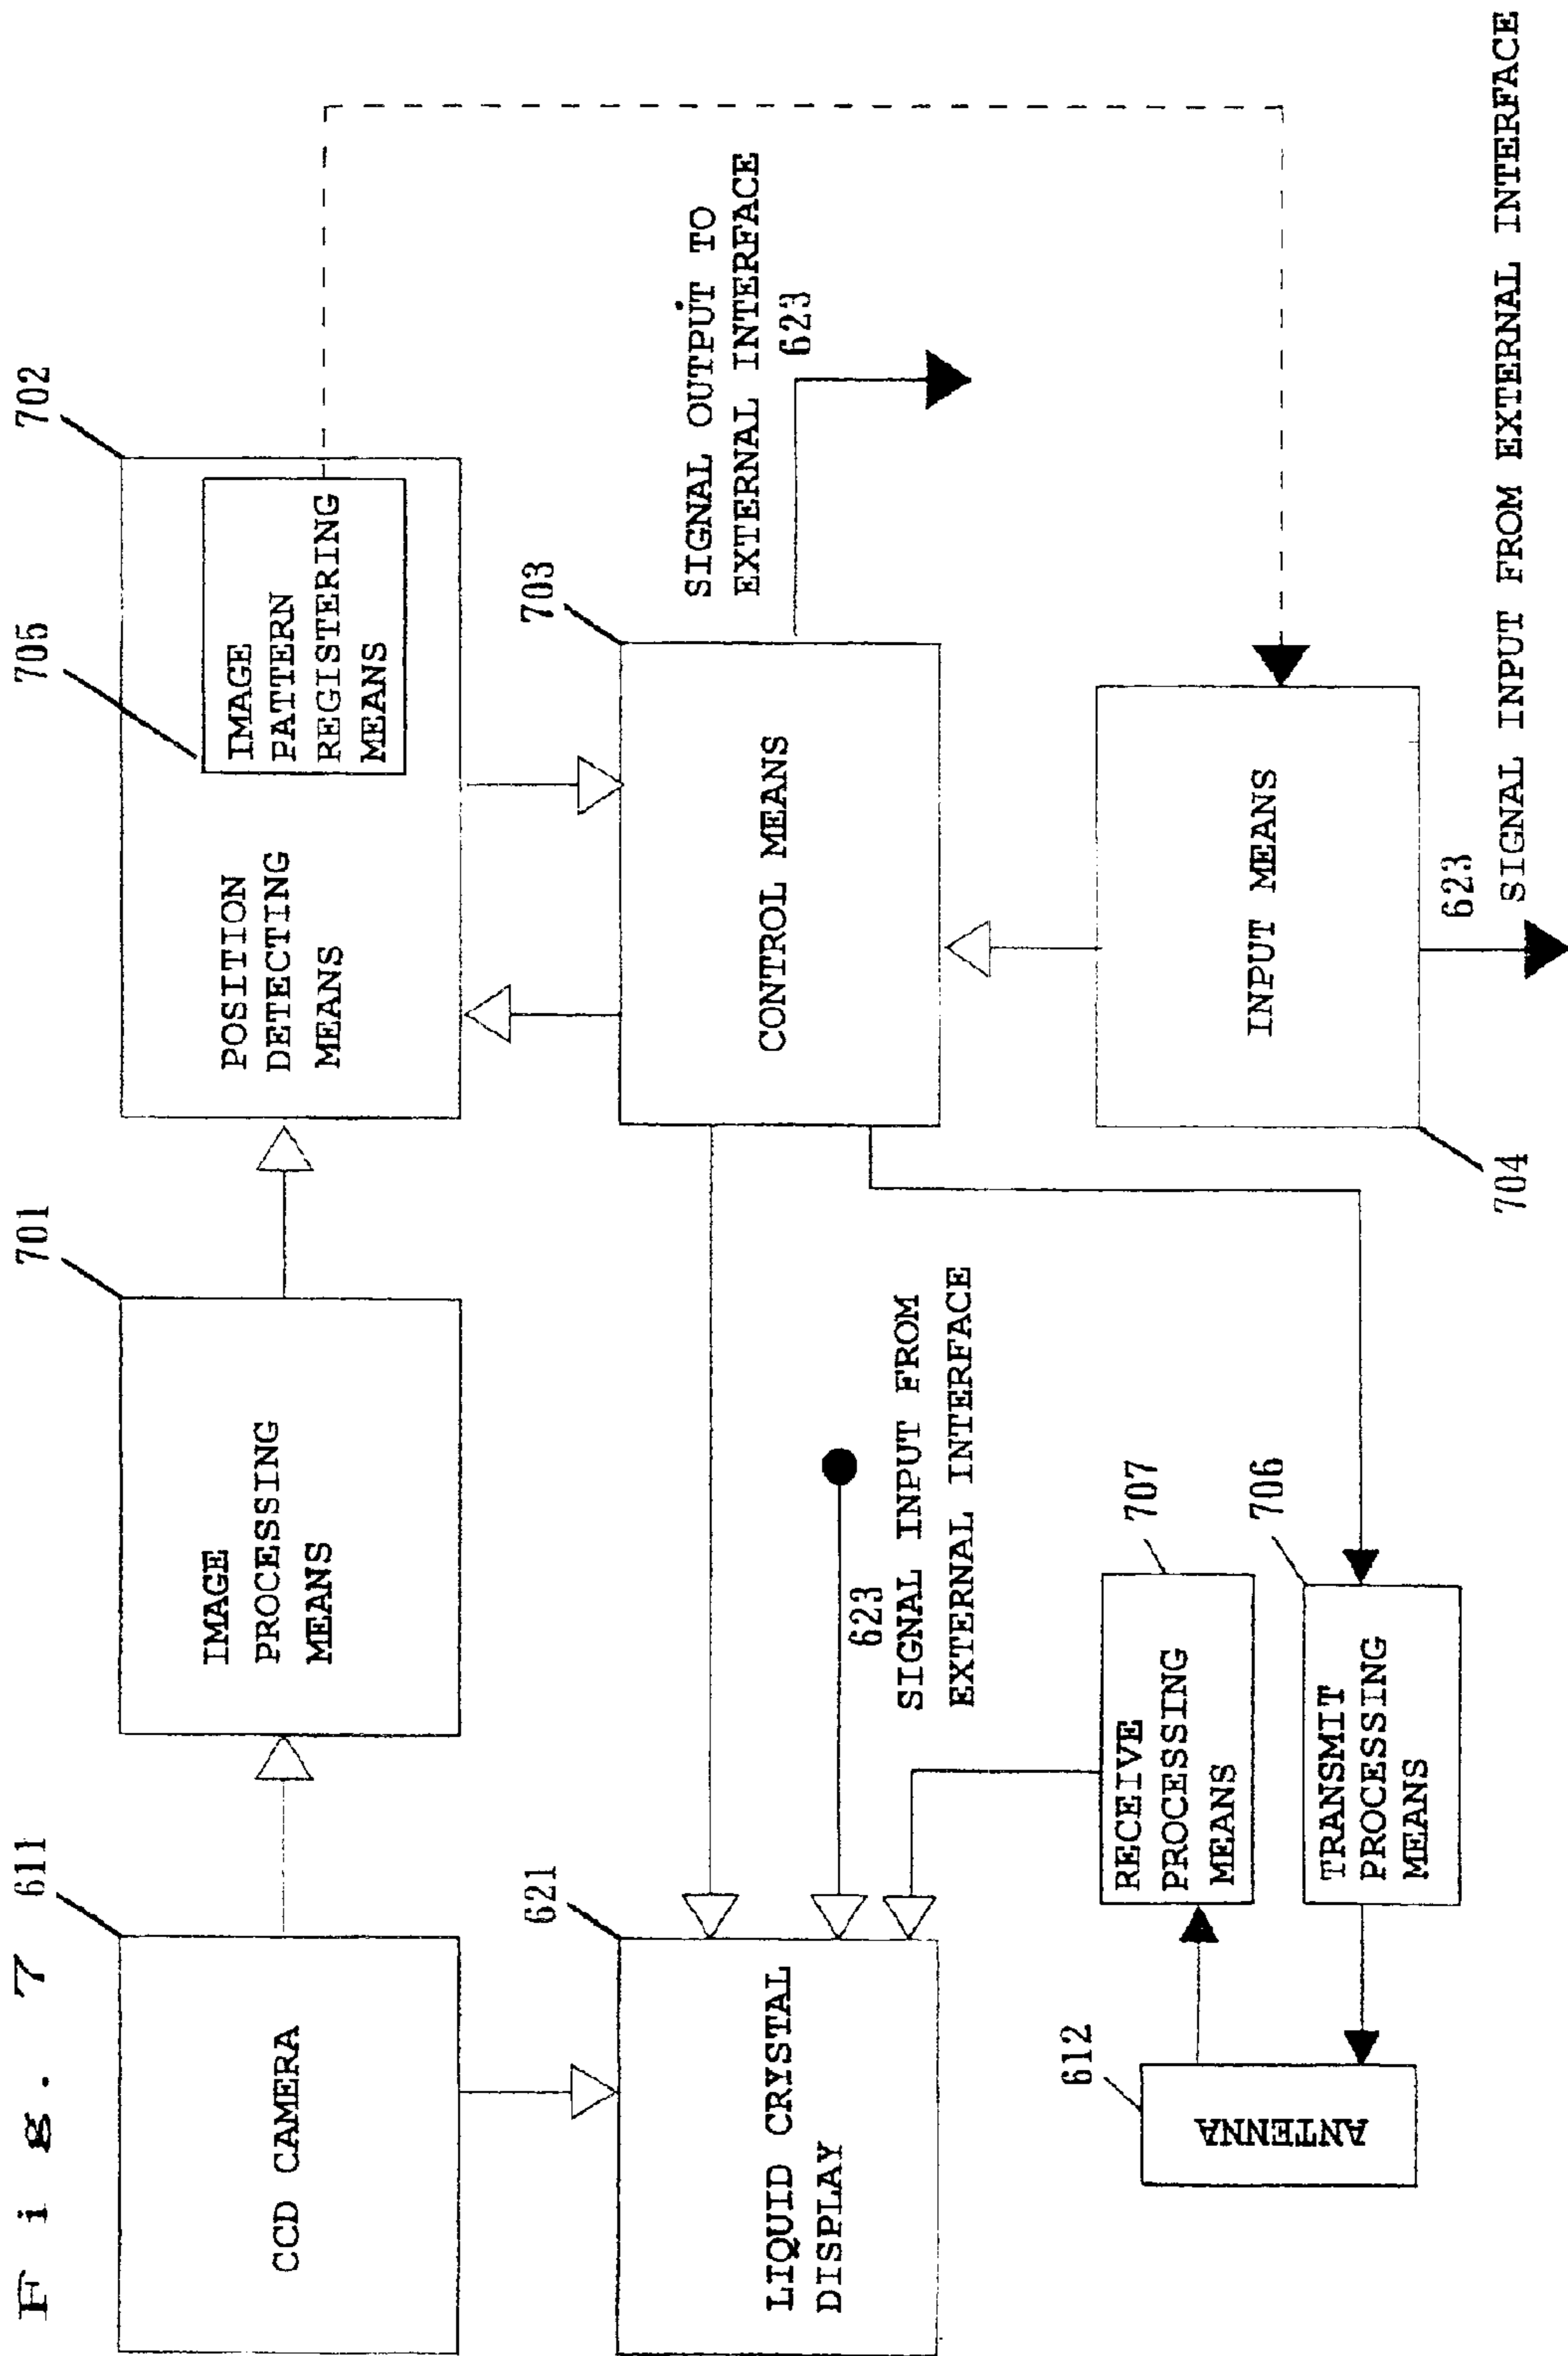 Fig. 7
611
CCD CAMERA
701
IMAGE
PROCESSING
MEANS
702
POSITION
DETECTING
MEANS
705
IMAGE
PATTERN
REGISTERING
MEANS
621
LIQUID CRYSTAL
DISPLAY
703
CONTROL MEANS
SIGNAL OUTPUT TO
EXTERNAL INTERFACE
623
623
SIGNAL INPUT FROM
EXTERNAL INTERFACE
612
ANTENNA
707
RECEIVE
PROCESSING
MEANS
706
TRANSMIT
PROCESSING
MEANS
INPUT MEANS
704
623
SIGNAL INPUT FROM EXTERNAL INTERFACE